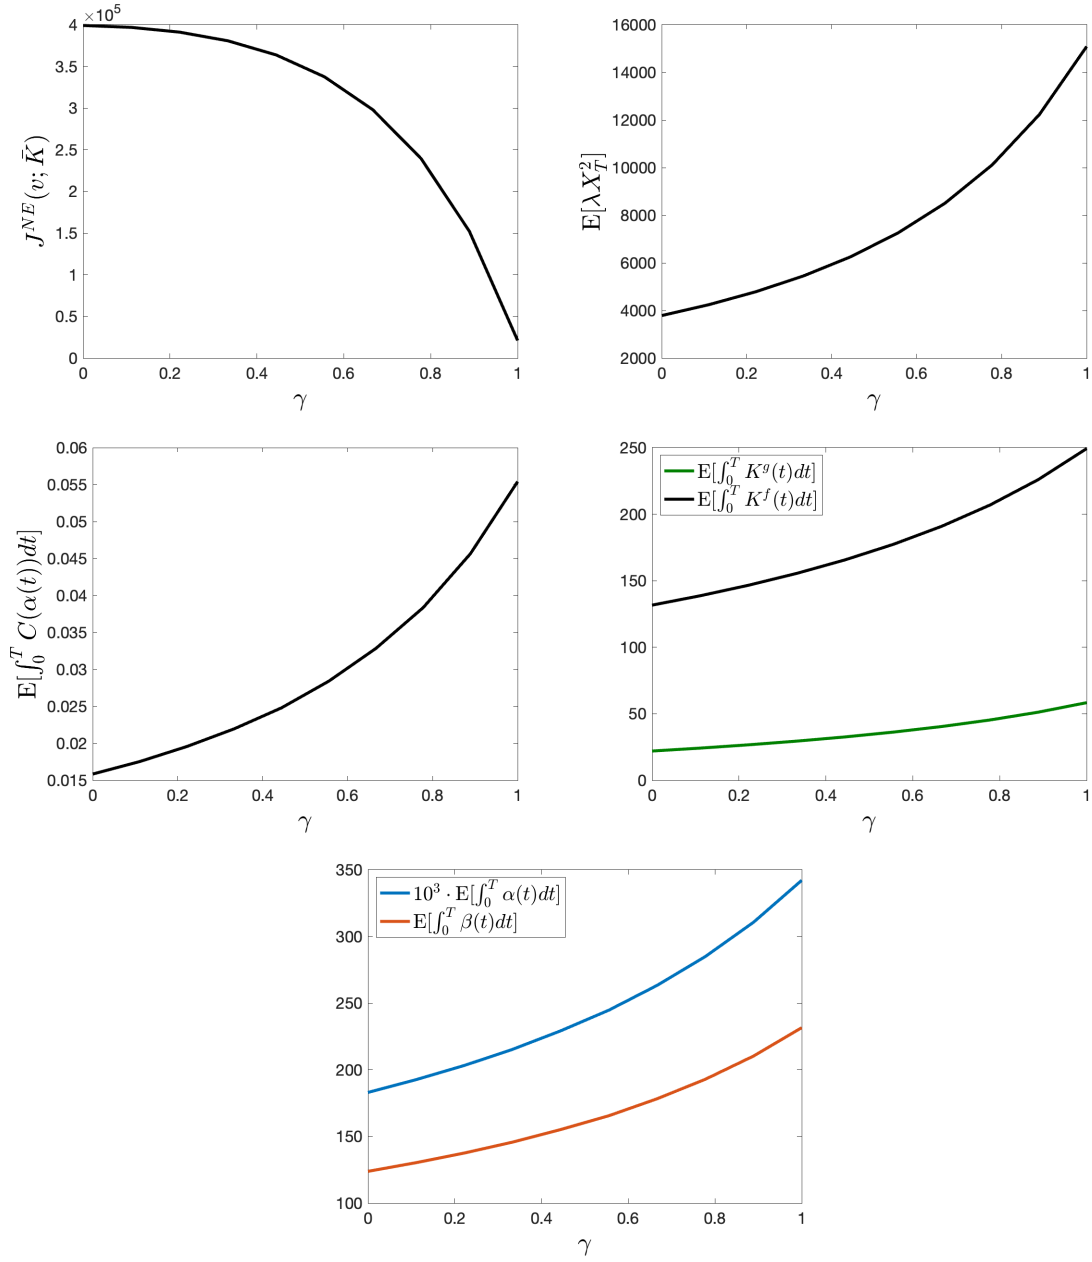 ×10⁵
4
3.5
3
2.5
2
1.5
1
0.5
0
0 0.2 0.4 0.6 0.8 1
γ
J^{NE}(v; K̄)
16000
14000
12000
10000
8000
6000
4000
2000
0 0.2 0.4 0.6 0.8 1
γ
E[λX_T^2]
0.06
0.055
0.05
0.045
0.04
0.035
0.03
0.025
0.02
0.015
0 0.2 0.4 0.6 0.8 1
γ
E[∫_0^T C(α(t))dt]
250
200
150
100
50
0
0 0.2 0.4 0.6 0.8 1
γ
E[∫_0^T K^g(t)dt]
E[∫_0^T K^f(t)dt]
350
300
250
200
150
100
0 0.2 0.4 0.6 0.8 1
γ
10³ · E[∫_0^T α(t)dt]
E[∫_0^T β(t)dt]